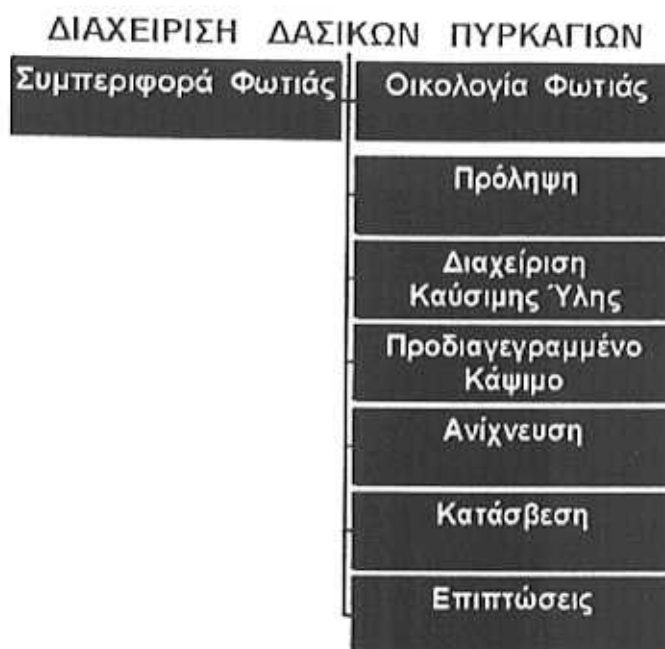 ΔΙΑΧΕΙΡΙΣΗ ΔΑΣΙΚΩΝ ΠΥΡΚΑΓΙΩΝ
Συμπεριφορά Φωτιάς
Οικολογία Φωτιάς
Πρόληψη
Διαχείριση
Καύσιμης Ύλης
Προδιαγεγραμμένο
Κάψιμο
Ανίχνευση
Κατάσβεση
Επιπτώσεις